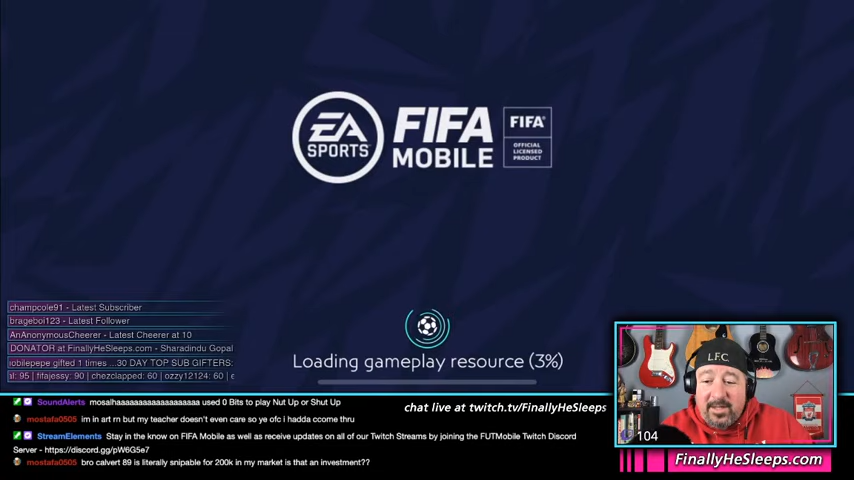 EA
SPORTS
FIFA
MOBILE
FIFA
OFFICIAL
LICENSED
PRODUCT
champcole91 - Latest Subscriber
bragebol123 - Latest Follower
AnAnonymousCheerer - Latest Cheerer at 10
DONATOR at FinallyHeSleeps.com - Sharadindu Gopal
iobilepepe gifted 1 times ...30 DAY TOP SUB GIFTERS:
il: 95 | fifajessy: 90 | chezclapped: 60 | ozzy12124: 60 | e
Loading gameplay resource (3%)
L.F.C.
104
SoundAlerts mosalhaaaaaaaaaaaaaaaaaaa used 0 Bits to play Nut Up or Shut Up
chat live at twitch.tv/FinallyHeSleeps
mostafa0505 im in art rn but my teacher doesn't even care so ye ofc i hadda ccome thru
StreamElements Stay in the know on FIFA Mobile as well as receive updates on all of our Twitch Streams by joining the FUTMobile Twitch Discord
Server - https://discord.gg/pW6G5e7
mostafa0505 bro calvert 89 is literally snipable for 200k in my market is that an investment??
FinallyHeSleeps.com